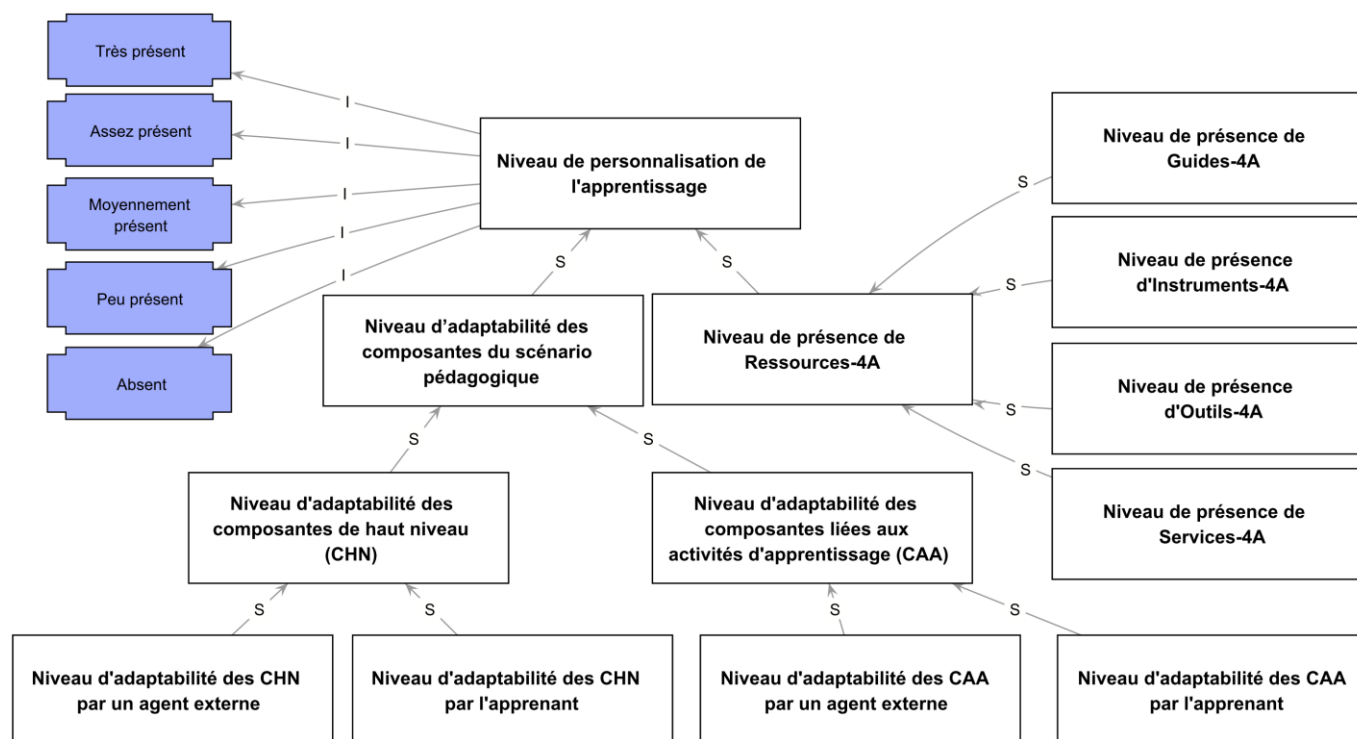 Très présent
Assez présent
Moyennement
présent
Peu présent
Absent
I
I
I
I
I
Niveau de personnalisation de
l'apprentissage
S
S
Niveau d’adaptabilité des
composantes du scénario
pédagogique
Niveau de présence de
Ressources-4A
S
S
S
S
Niveau de présence de
Guides-4A
Niveau de présence
d'Instruments-4A
Niveau de présence
d'Outils-4A
Niveau de présence de
Services-4A
S
S
Niveau d'adaptabilité des
composantes de haut niveau
(CHN)
Niveau d'adaptabilité des
composantes liées aux
activités d'apprentissage (CAA)
S
S
S
S
Niveau d'adaptabilité des CHN
par un agent externe
Niveau d'adaptabilité des CHN
par l'apprenant
Niveau d'adaptabilité des CAA
par un agent externe
Niveau d'adaptabilité des CAA
par l'apprenant